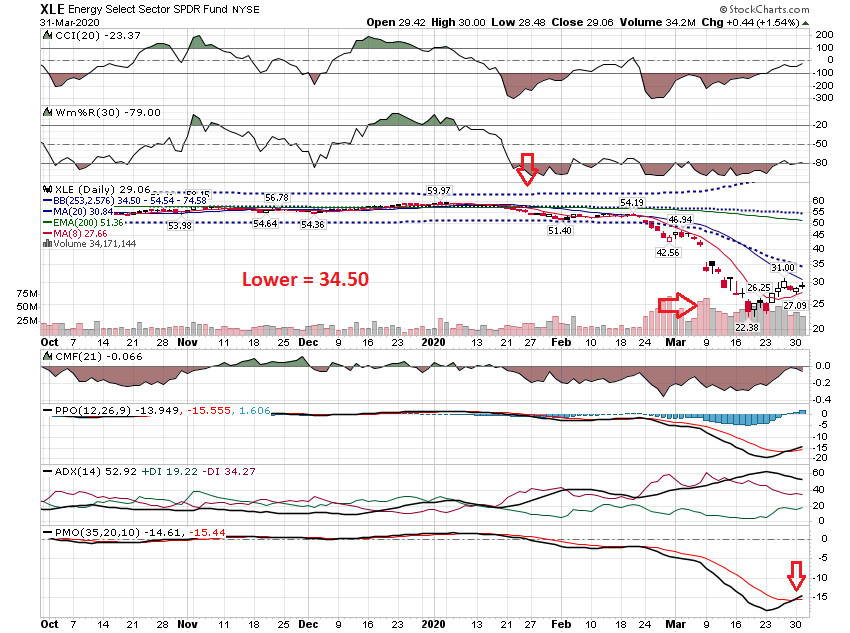 XLE Energy Select Sector SPDR Fund NYSE
© StockCharts.com
31-Mar-2020
Open 29.42 High 30.00 Low 28.48 Close 29.06 Volume 34.2M Chg +0.44 (+1.54%)
CCI(20) -23.37
200
100
0
-100
-200
-300
Wm%R(30) -79.00
-20
-50
-80
XLE (Daily) 29.06
BB(253,2.576) 34.50 - 54.54 - 74.58
MA(20) 30.84
EMA(200) 51.36
MA(8) 27.66
Volume 34,171,144
53.98
56.78
54.64
54.36
59.97
51.40
54.19
42.56
46.94
22.38
26.25
31.00
27.09
Lower = 34.50
60
55
50
45
40
35
30
25
20
75M
50M
25M
Oct 7 14 21 28 Nov 11 18 25 Dec 9 16 23 2020 6 13 21 27 Feb 10 18 24 Mar 9 16 23 30
CMF(21) -0.066
0.0
-0.2
-0.4
PPO(12,26,9) -13.949, -15.555, 1.606
0
-5
-10
-15
-20
ADX(14) 52.92 +DI 19.22 -DI 34.27
60
40
20
0
PMO(35,20,10) -14.61, -15.44
0
-5
-10
-15
Oct 7 14 21 28 Nov 11 18 25 Dec 9 16 23 2020 6 13 21 27 Feb 10 18 24 Mar 9 16 23 30